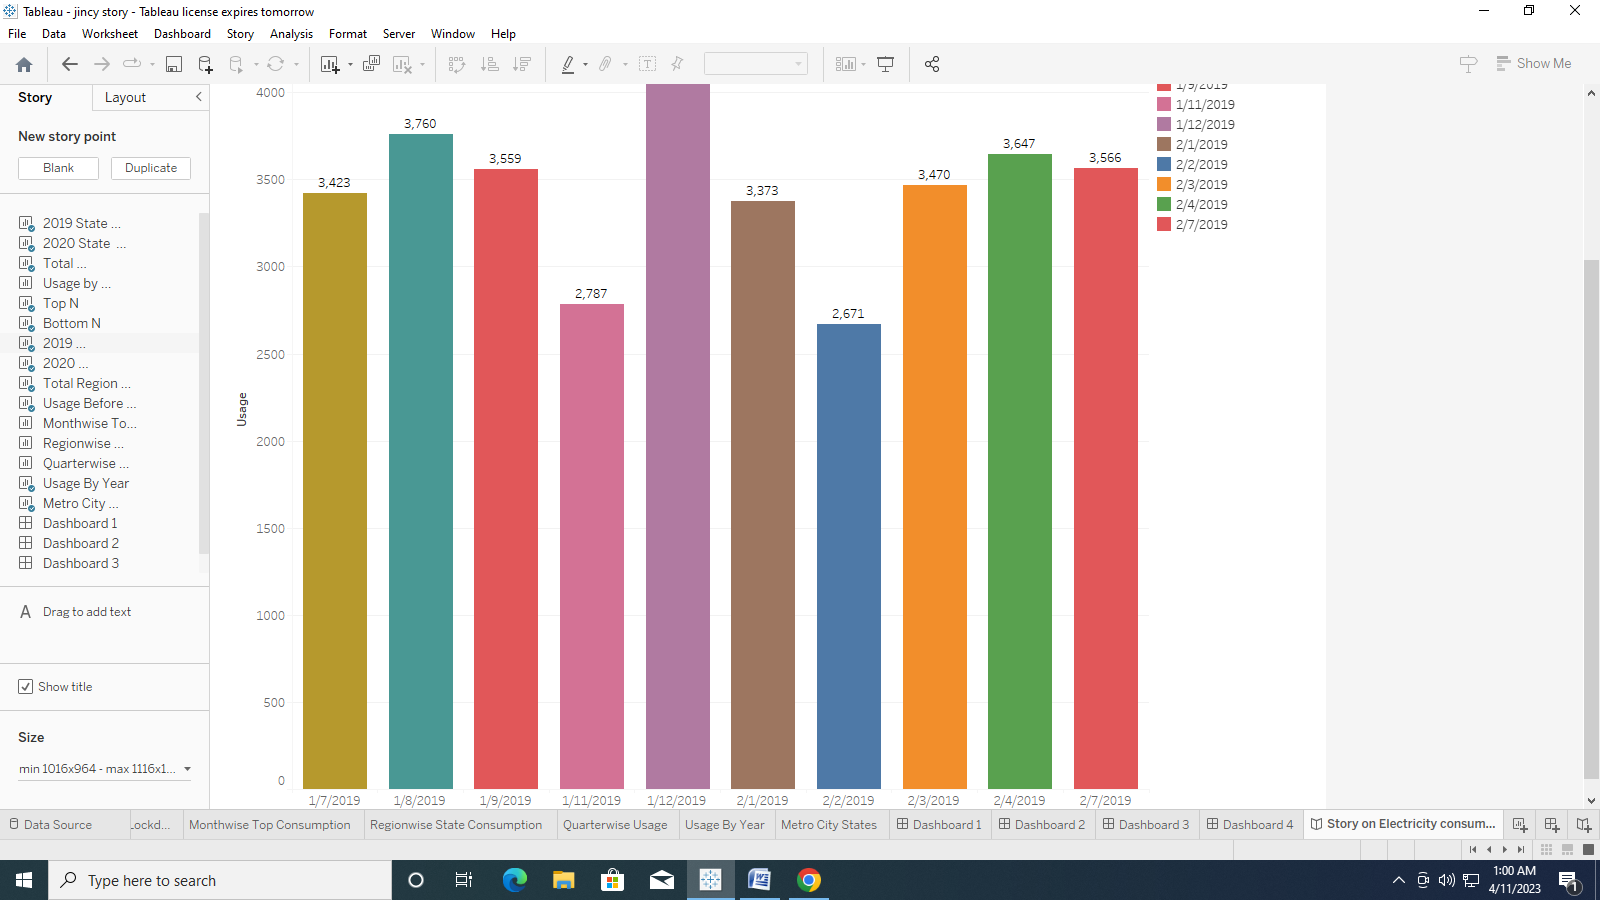 Tableau - jincy story - Tableau license expires tomorrow
File Data Worksheet Dashboard Story Analysis Format Server Window Help
Show Me
Story Layout
New story point
Blank Duplicate
2019 State ...
2020 State ...
Total ...
Usage by ...
Top N
Bottom N
2019 ...
2020 ...
Total Region ...
Usage Before ...
Monthwise To...
Regionwise ...
Quarterwise ...
Usage By Year
Metro City ...
Dashboard 1
Dashboard 2
Dashboard 3
A Drag to add text
Show title
Size
min 1016x964 - max 1116x1...
4000
3500
3000
2500
2000
1500
1000
500
0
Usage
3,423
3,760
3,559
2,787
3,373
2,671
3,470
3,647
3,566
1/7/2019 1/8/2019 1/9/2019 1/11/2019 1/12/2019 2/1/2019 2/2/2019 2/3/2019 2/4/2019 2/7/2019
1/9/2019
1/11/2019
1/12/2019
2/1/2019
2/2/2019
2/3/2019
2/4/2019
2/7/2019
Data Source Lockd... Monthwise Top Consumption Regionwise State Consumption Quarterwise Usage Usage By Year Metro City States Dashboard 1 Dashboard 2 Dashboard 3 Dashboard 4 Story on Electricity consum...
Type here to search
1:00 AM
4/11/2023
1